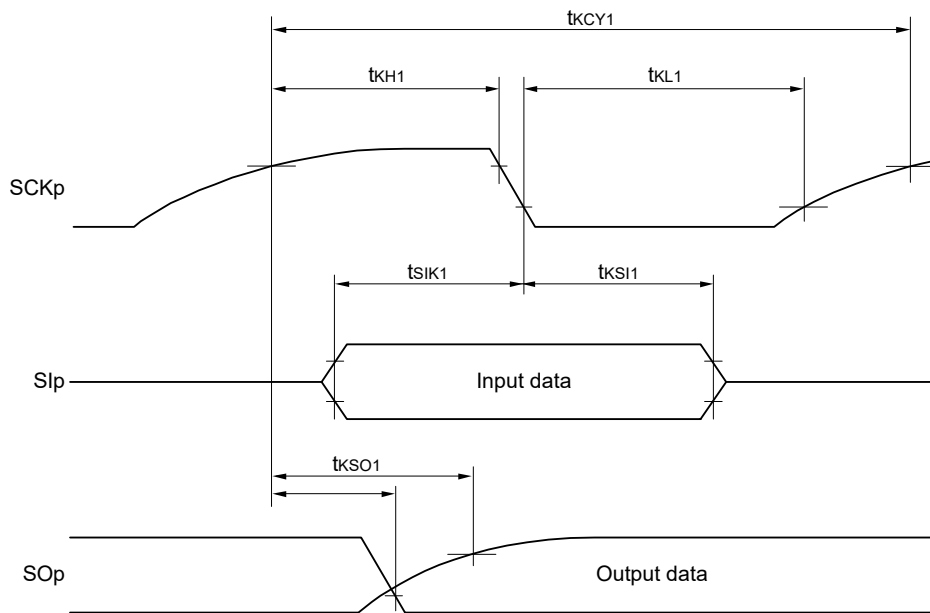 tKCY1
tKH1
tKL1
SCKp
tSIK1
tKSI1
SIp
Input data
tKSO1
SOp
Output data